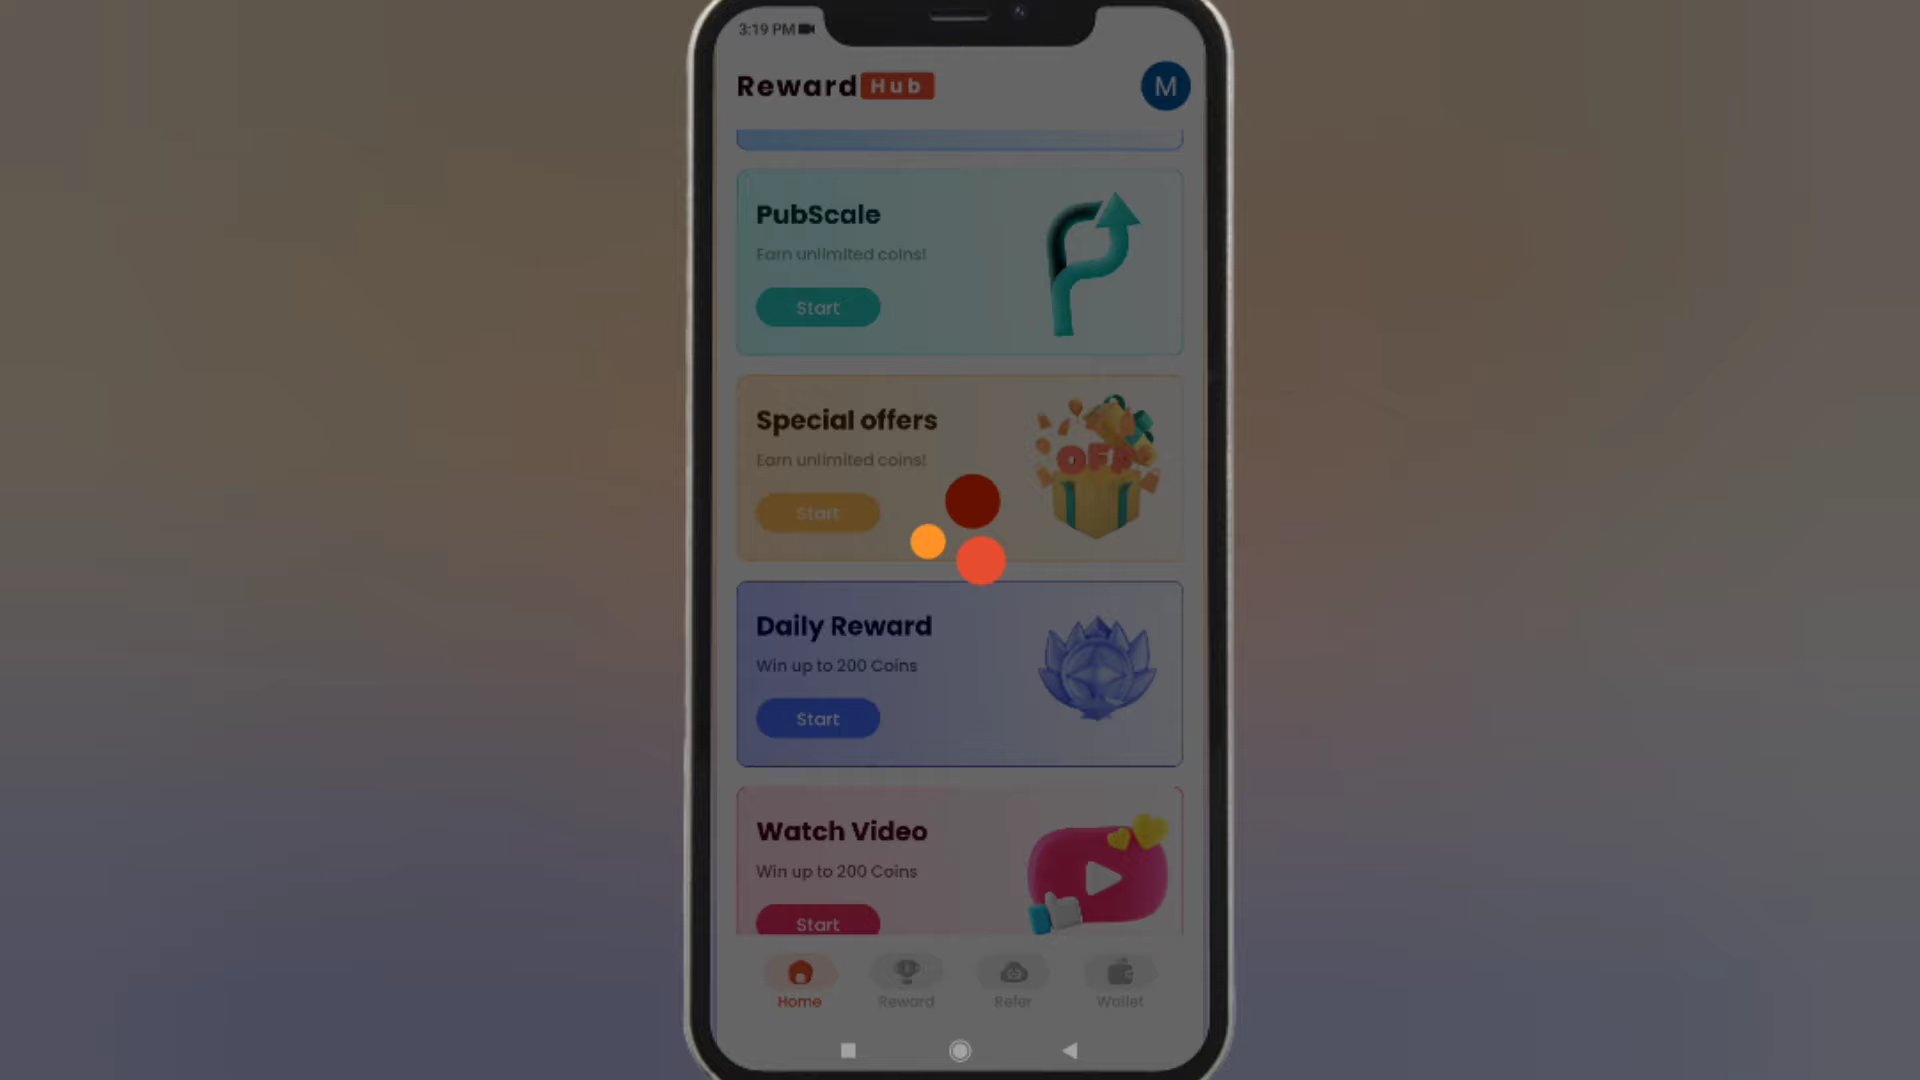 3:19 PM
Reward Hub
M
PubScale
Earn unlimited coins!
Start
Special offers
Earn unlimited coins!
Start
OFF
Daily Reward
Win up to 200 Coins
Start
Watch Video
Win up to 200 Coins
Start
Home
Reward
Refer
Wallet